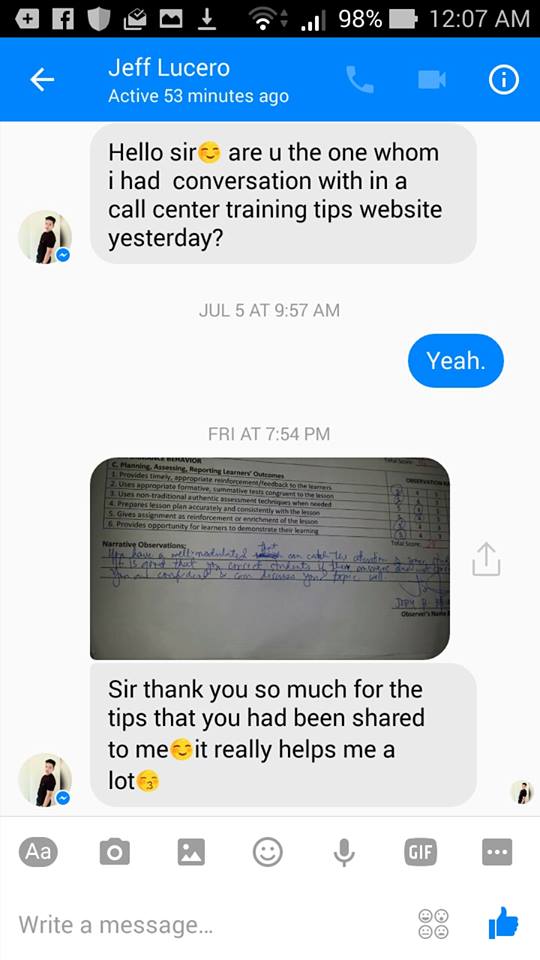 98% 12:07 AM
Jeff Lucero
Active 53 minutes ago
Hello sir😊 are u the one whom
i had conversation with in a
call center training tips website
yesterday?
JUL 5 AT 9:57 AM
Yeah.
FRI AT 7:54 PM
BEHAVIOR
Total Score:
C. Planning, Assessing, Reporting Learners' Outcomes
OBSERVATION
1. Provides timely, appropriate reinforcement/feedback to the learners
2. Uses appropriate formative, summative tests congruent to the lesson
3. Uses non-traditional authentic assessment techniques when needed
4. Prepares lesson plan accurately and consistently with the lesson
5. Gives assignment as reinforcement or enrichment of the lesson
6. Provides opportunity for learners to demonstrate their learning
Total Score:
Narrative Observations:
You have a well-modulated that can catch the attention
It is good that you correct students if their answers
You confident & can discuss your topic well.
Observer's Name
Sir thank you so much for the
tips that you had been shared
to me😊it really helps me a
lot😙
Aa
GIF
Write a message...